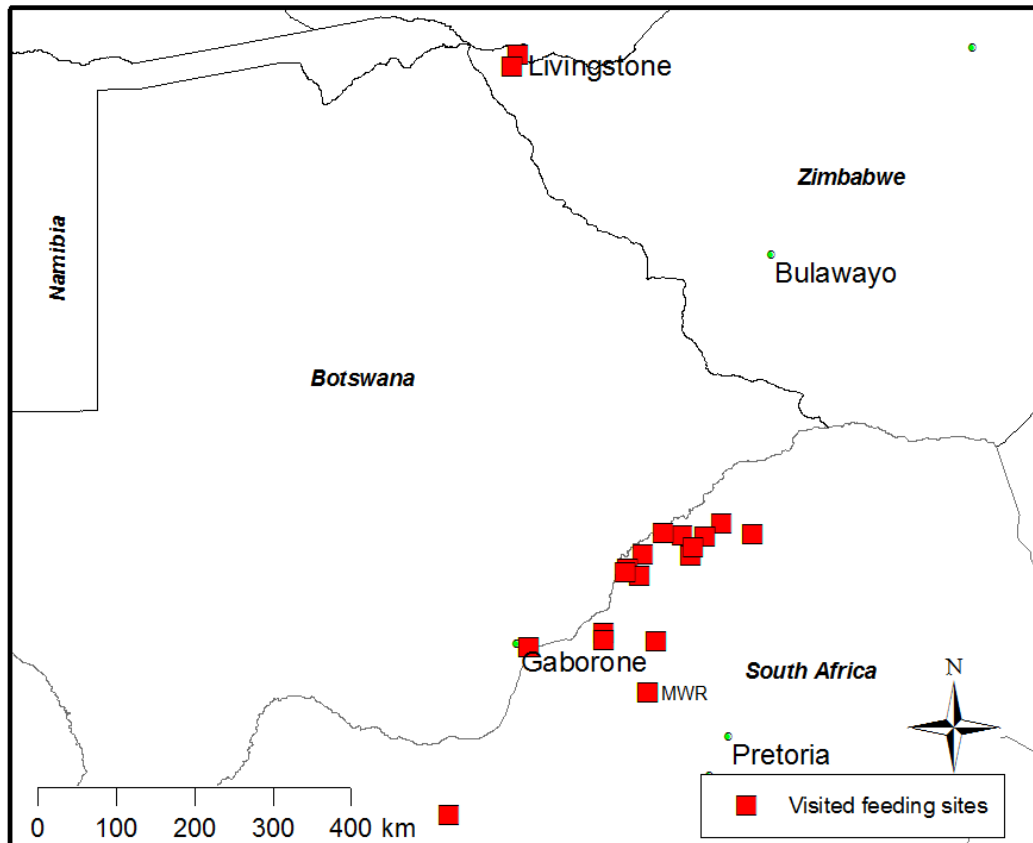 Livingstone
Zimbabwe
Namibia
Bulawayo
Botswana
Gaborone
South Africa
N
MWR
Pretoria
0 100 200 300 400 km
Visited feeding sites